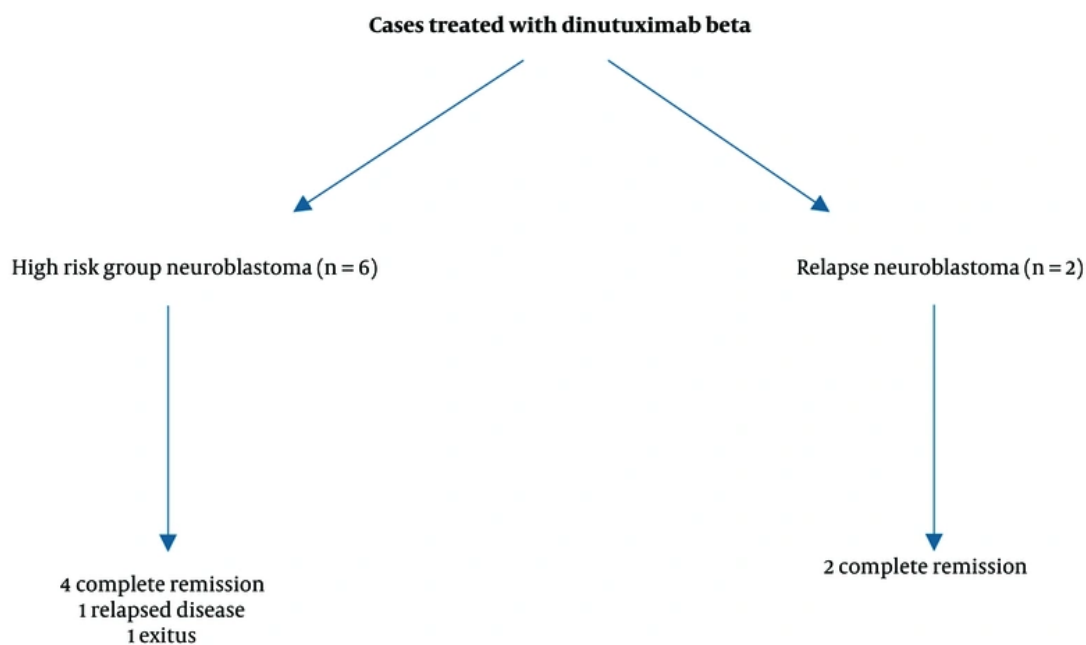 Cases treated with dinutuximab beta
High risk group neuroblastoma (n = 6)
Relapse neuroblastoma (n = 2)
4 complete remission
1 relapsed disease
1 exitus
2 complete remission